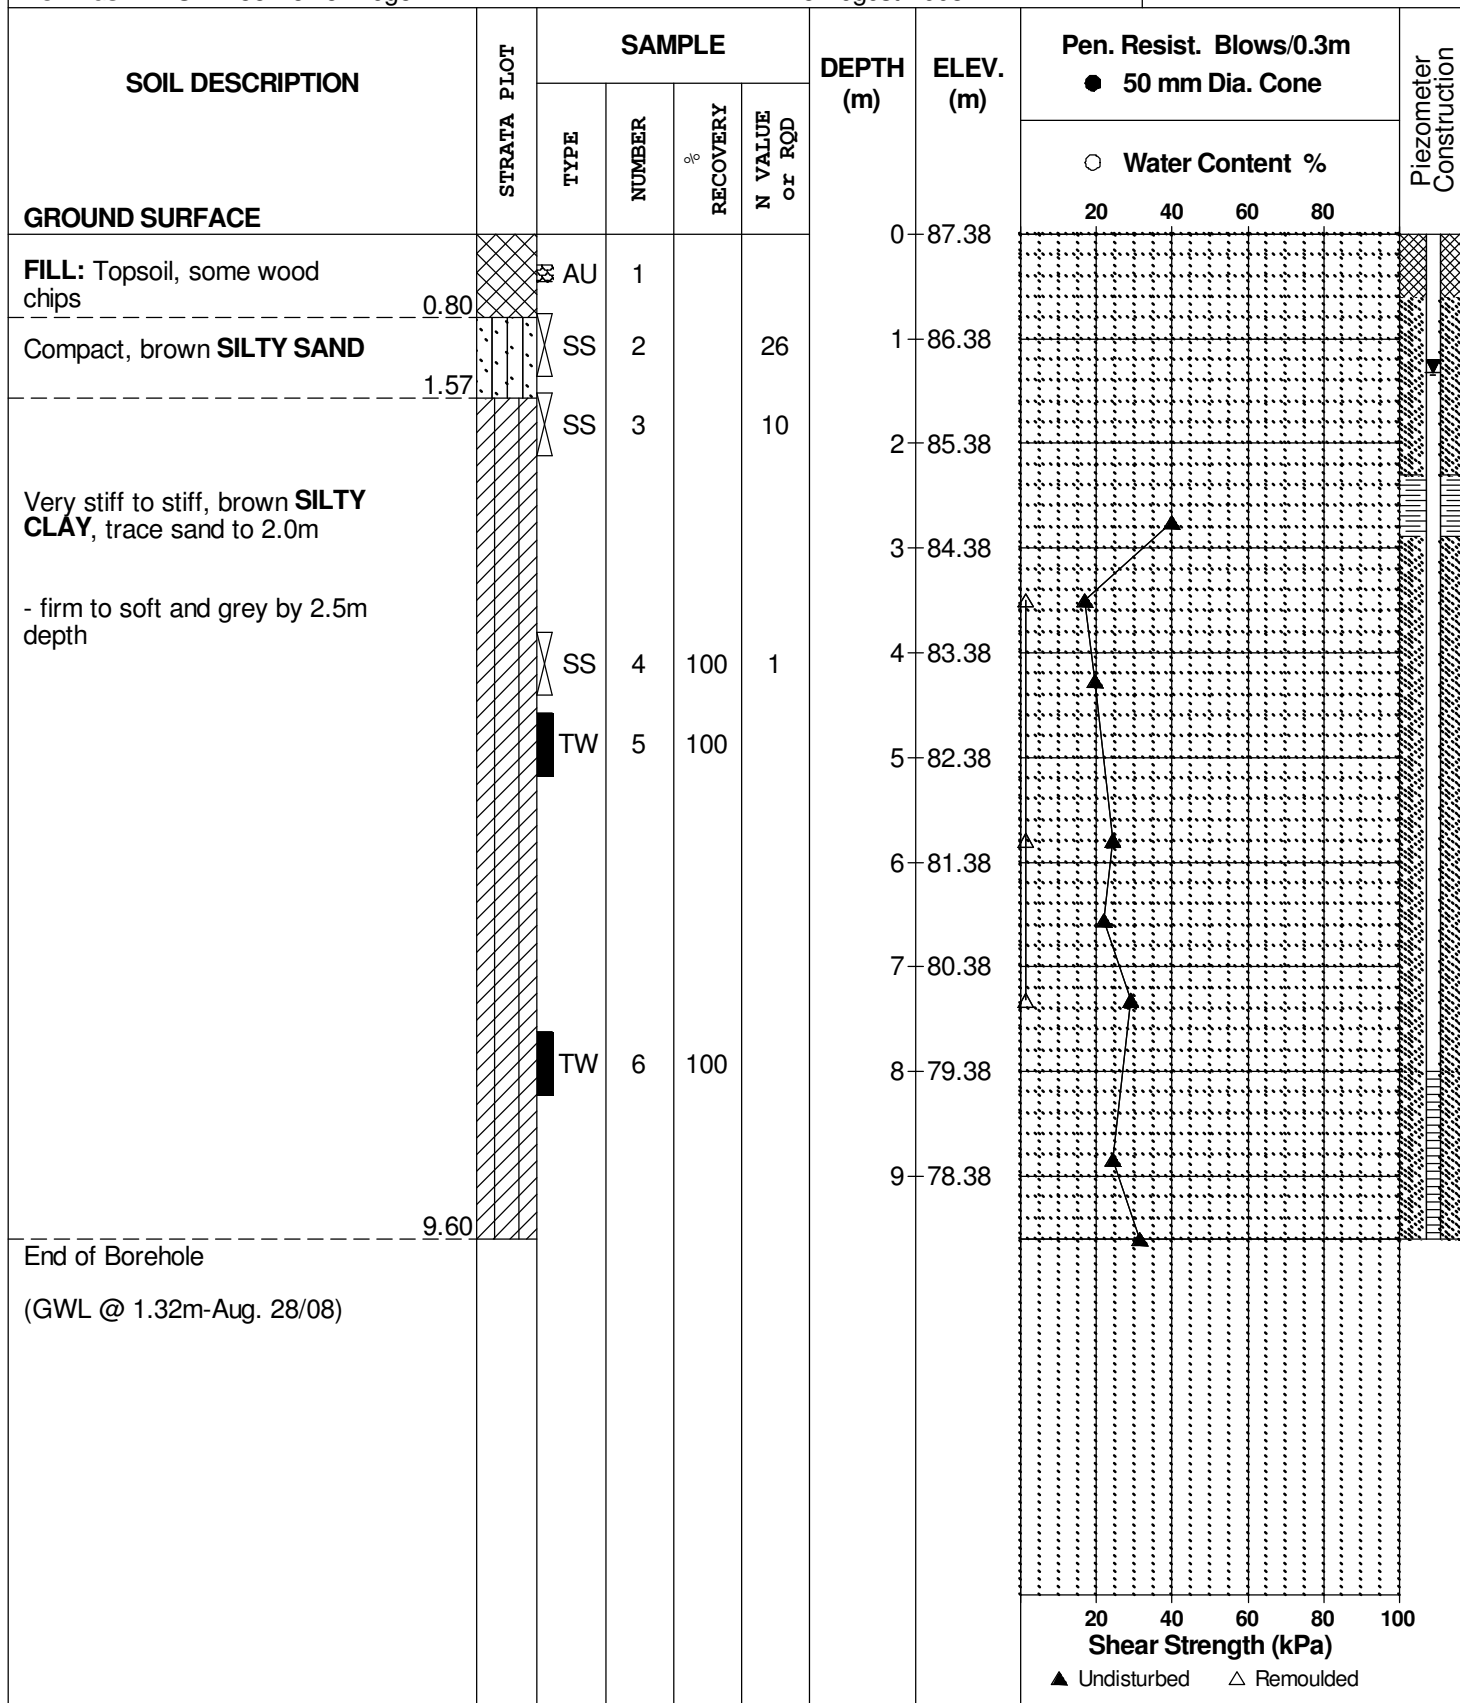 SOIL DESCRIPTION
GROUND SURFACE
STRATA PLOT
SAMPLE
TYPE
NUMBER
% RECOVERY
N VALUE or RQD
DEPTH (m)
ELEV. (m)
Pen. Resist. Blows/0.3m
● 50 mm Dia. Cone
○ Water Content %
20 40 60 80
Piezometer Construction
0 87.38
FILL: Topsoil, some wood
chips
0.80
AU 1
Compact, brown SILTY SAND
1.57
SS 2 26
1 86.38
SS 3 10
2 85.38
Very stiff to stiff, brown SILTY
CLAY, trace sand to 2.0m
3 84.38
- firm to soft and grey by 2.5m
depth
SS 4 100 1
4 83.38
TW 5 100
5 82.38
6 81.38
7 80.38
TW 6 100
8 79.38
9 78.38
9.60
End of Borehole
(GWL @ 1.32m-Aug. 28/08)
20 40 60 80 100
Shear Strength (kPa)
▲ Undisturbed △ Remoulded